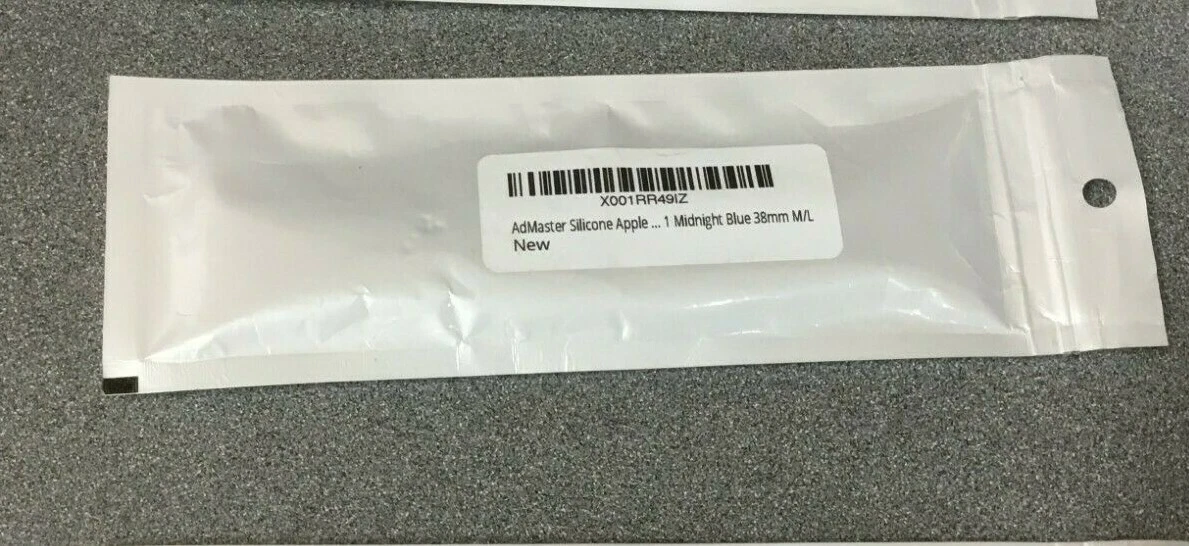 X001RR49IZ
AdMaster Silicone Apple ... 1 Midnight Blue 38mm M/L
New